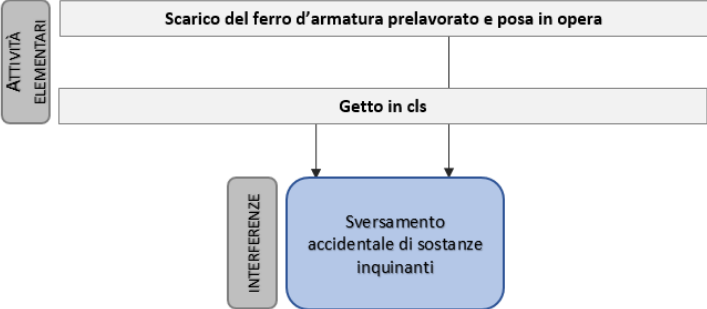 ATTIVITÀ
ELEMENTARI
Scarico del ferro d’armatura prelavorato e posa in opera
Getto in cls
INTERFERENZE
Sversamento
accidentale di sostanze
inquinanti